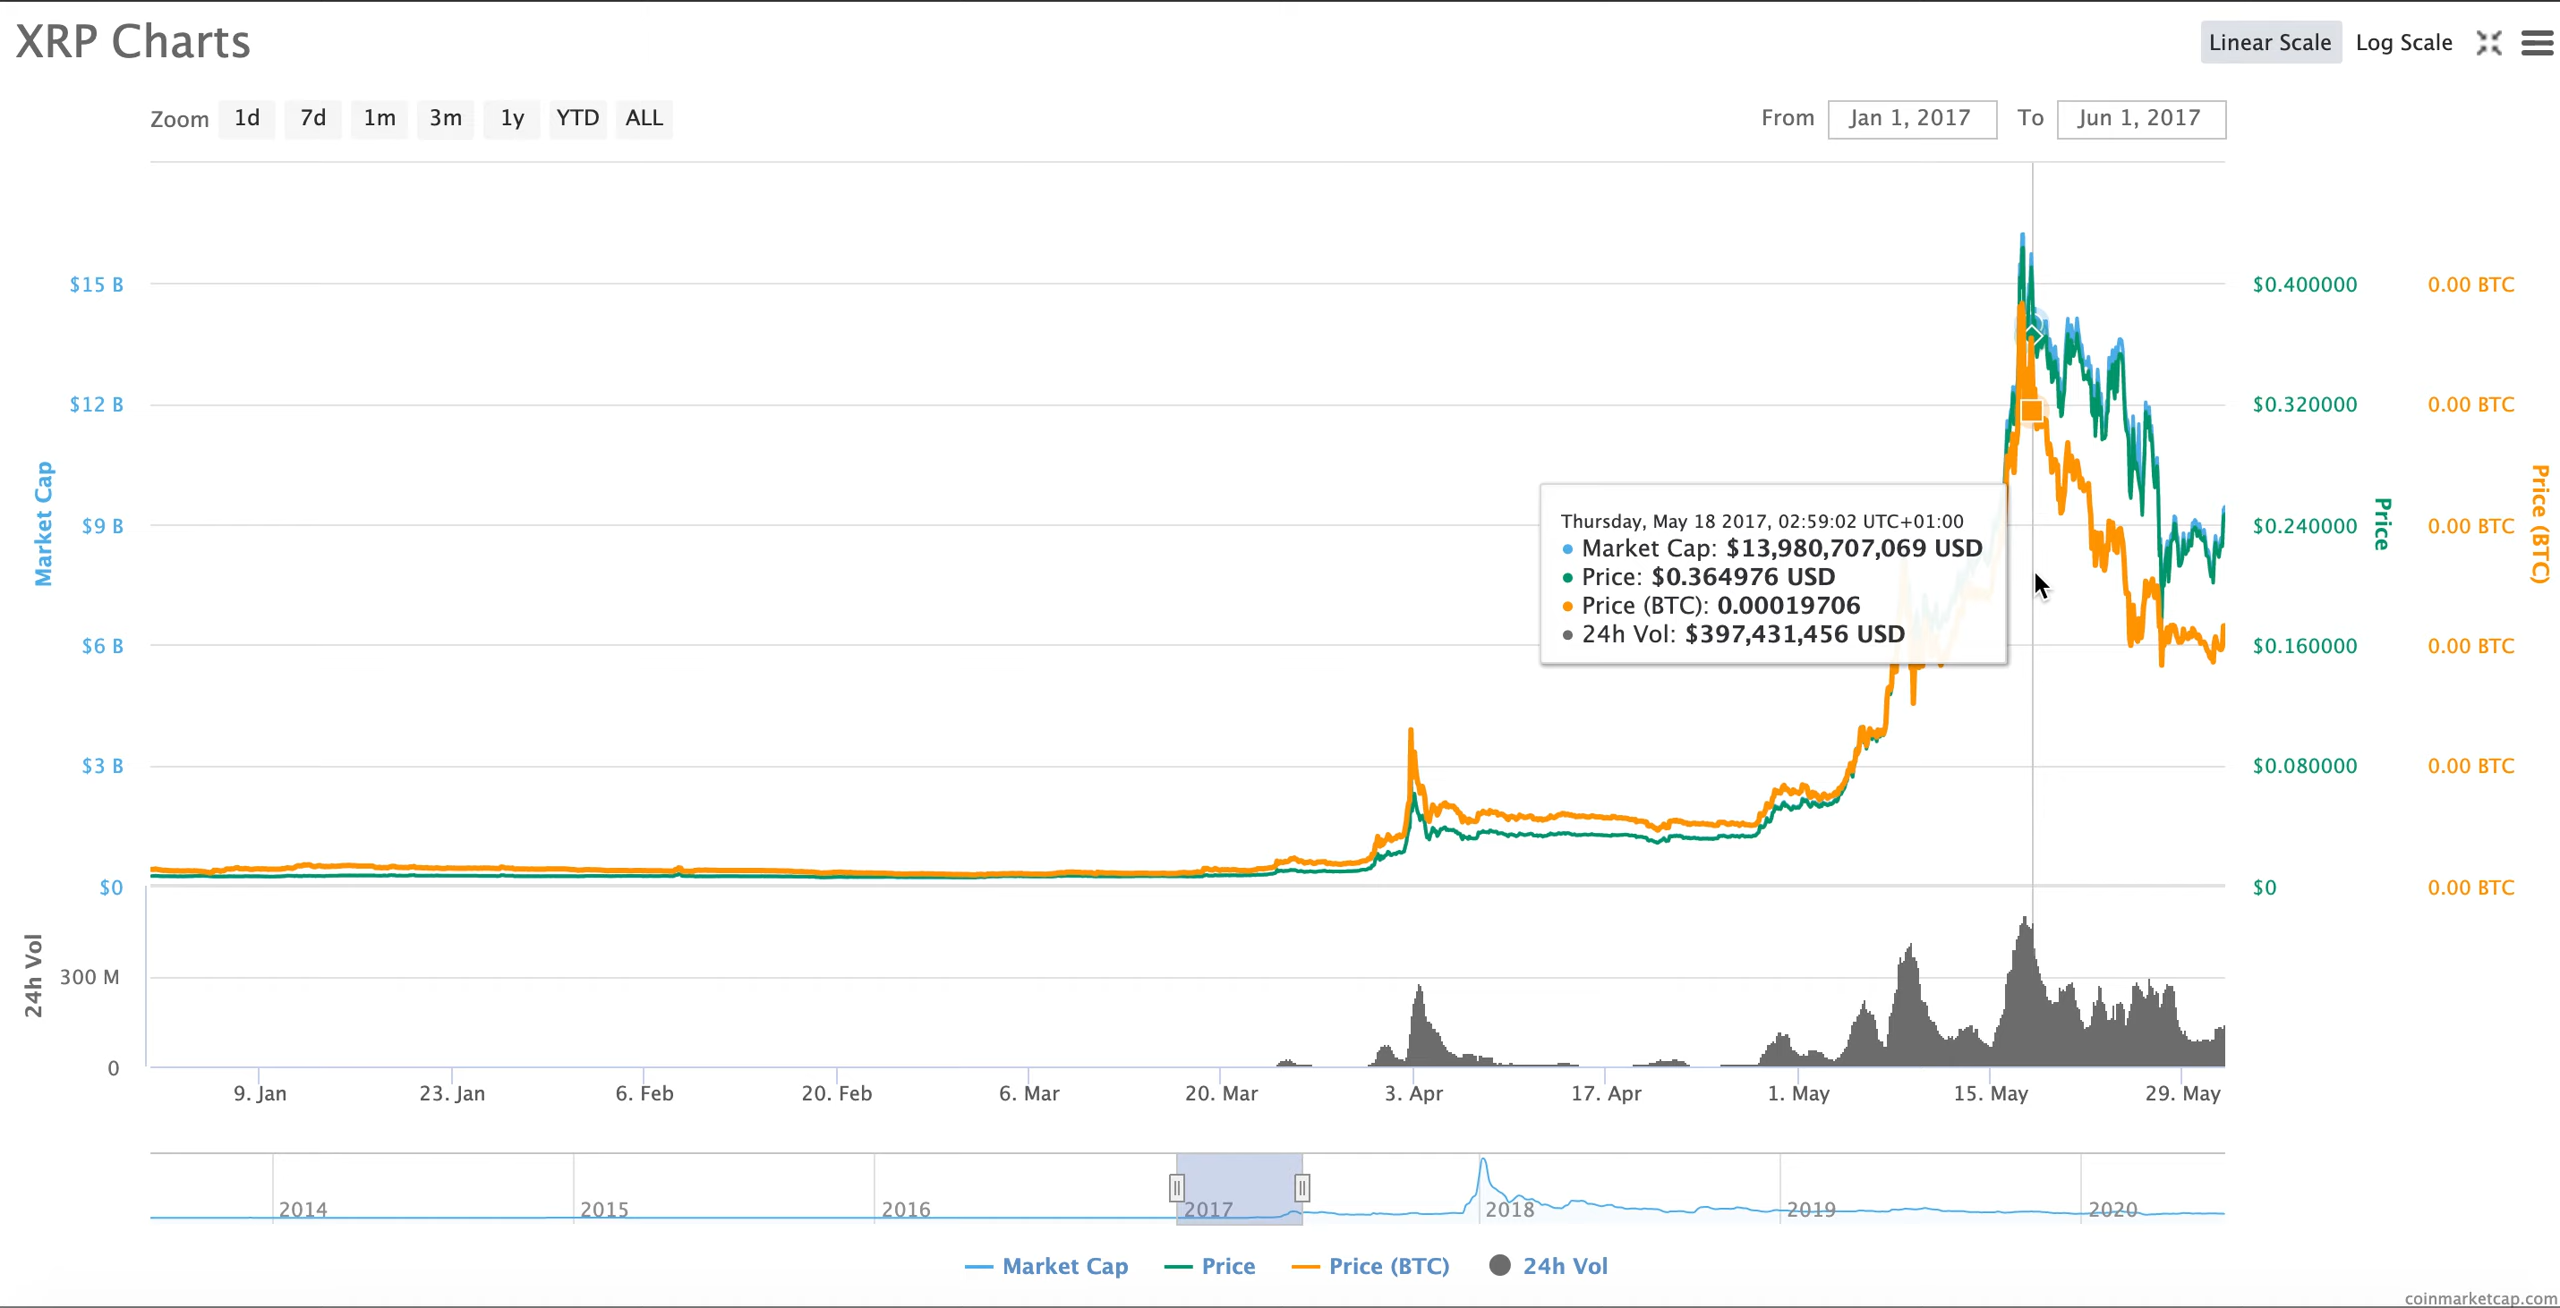 XRP Charts
Linear Scale Log Scale
Zoom 1d 7d 1m 3m 1y YTD ALL
From Jan 1, 2017 To Jun 1, 2017
$15 B $0.400000 0.00 BTC
$12 B $0.320000 0.00 BTC
$9 B $0.240000 0.00 BTC
$6 B $0.160000 0.00 BTC
$3 B $0.080000 0.00 BTC
$0 $0 0.00 BTC
Market Cap
Price
Price (BTC)
Thursday, May 18 2017, 02:59:02 UTC+01:00
Market Cap: $13,980,707,069 USD
Price: $0.364976 USD
Price (BTC): 0.00019706
24h Vol: $397,431,456 USD
24h Vol
300 M
0
9. Jan 23. Jan 6. Feb 20. Feb 6. Mar 20. Mar 3. Apr 17. Apr 1. May 15. May 29. May
2014 2015 2016 2017 2018 2019 2020
Market Cap Price Price (BTC) 24h Vol
coinmarketcap.com